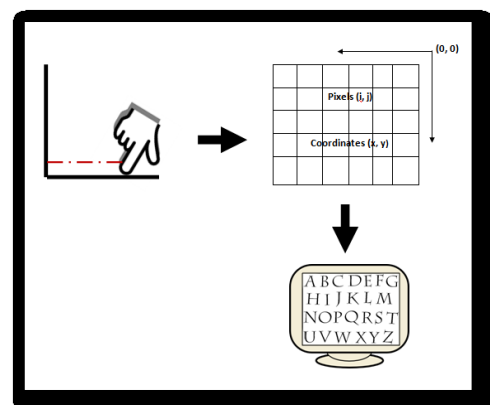 (0, 0)
Pixels (i, j)
Coordinates (x, y)
A B C D E F G
H I J K L M
N O P Q R S T
U V W X Y Z